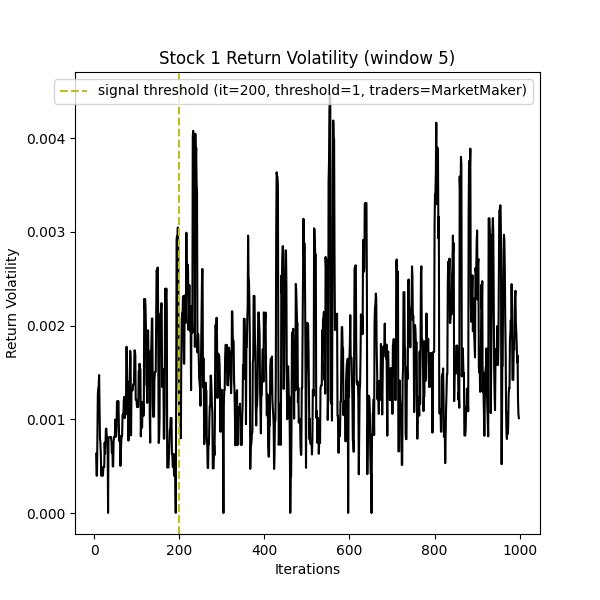 Stock 1 Return Volatility (window 5)
signal threshold (it=200, threshold=1, traders=MarketMaker)
0.004
0.003
0.002
0.001
0.000
Return Volatility
0 200 400 600 800 1000
Iterations